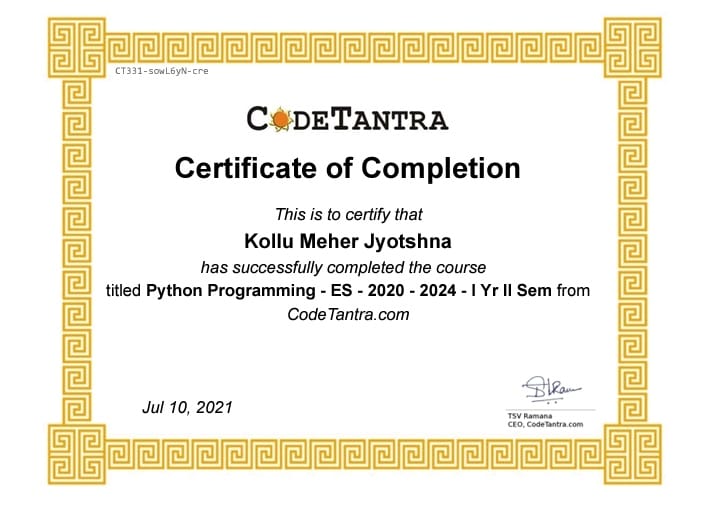 CT331-sowL6yN-cre
CODETANTRA
Certificate of Completion
This is to certify that
Kollu Meher Jyotshna
has successfully completed the course
titled Python Programming - ES - 2020 - 2024 - I Yr II Sem from
CodeTantra.com
Jul 10, 2021
TSV Ramana
CEO, CodeTantra.com